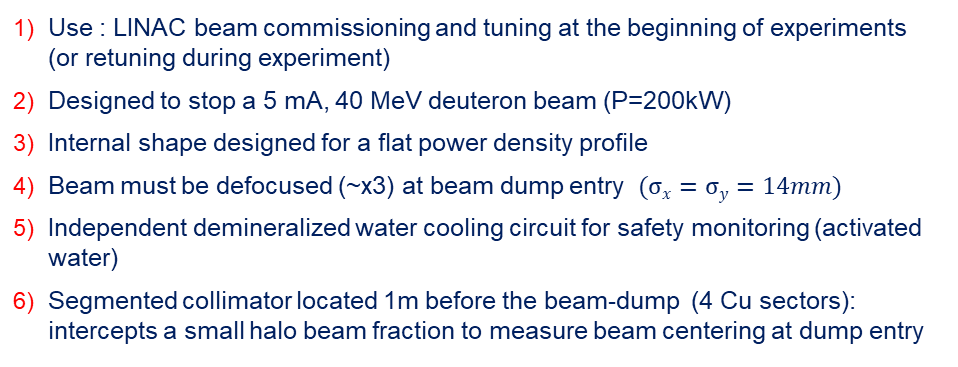 1) Use : LINAC beam commissioning and tuning at the beginning of experiments
(or retuning during experiment)
2) Designed to stop a 5 mA, 40 MeV deuteron beam (P=200kW)
3) Internal shape designed for a flat power density profile
4) Beam must be defocused (~x3) at beam dump entry (σₓ = σᵧ = 14mm)
5) Independent demineralized water cooling circuit for safety monitoring (activated
water)
6) Segmented collimator located 1m before the beam-dump (4 Cu sectors):
intercepts a small halo beam fraction to measure beam centering at dump entry